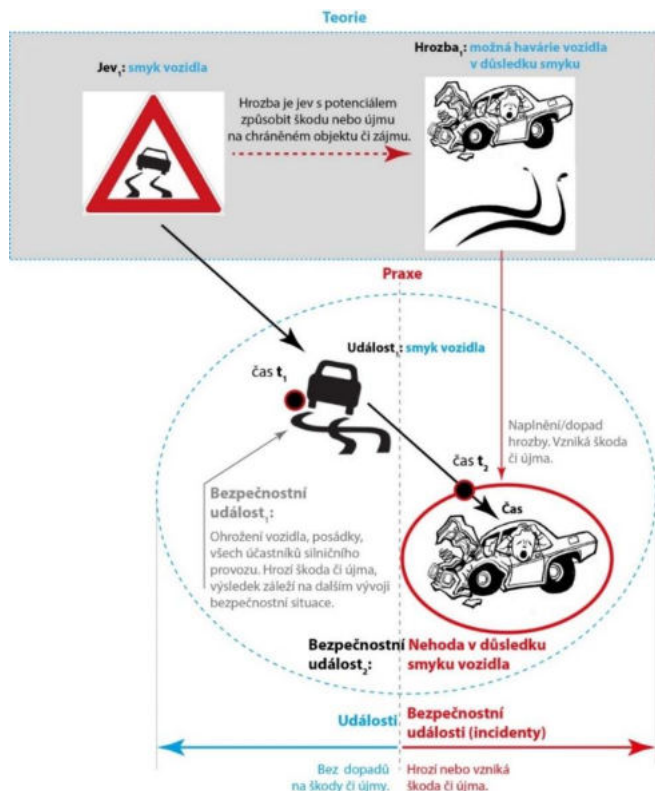 Teorie
Jev₁: smyk vozidla
Hrozba₁: možná havárie vozidla
v důsledku smyku
Hrozba je jev s potenciálem
způsobit škodu nebo újmu
na chráněném objektu či zájmu.
Praxe
Událost₁: smyk vozidla
čas t₁
Naplnění/dopad
hrozby. Vzniká škoda
či újma.
čas t₂
Čas
Bezpečnostní
událost₁:
Ohrožení vozidla, posádky,
všech účastníků silničního
provozu. Hrozí škoda či újma,
výsledek záleží na dalším vývoji
bezpečnostní situace.
Bezpečnostní
událost₂:
Nehoda v důsledku
smyku vozidla
Události
Bezpečnostní
události (incidenty)
Bez dopadů
na škody či újmy.
Hrozí nebo vzniká
škoda či újma.